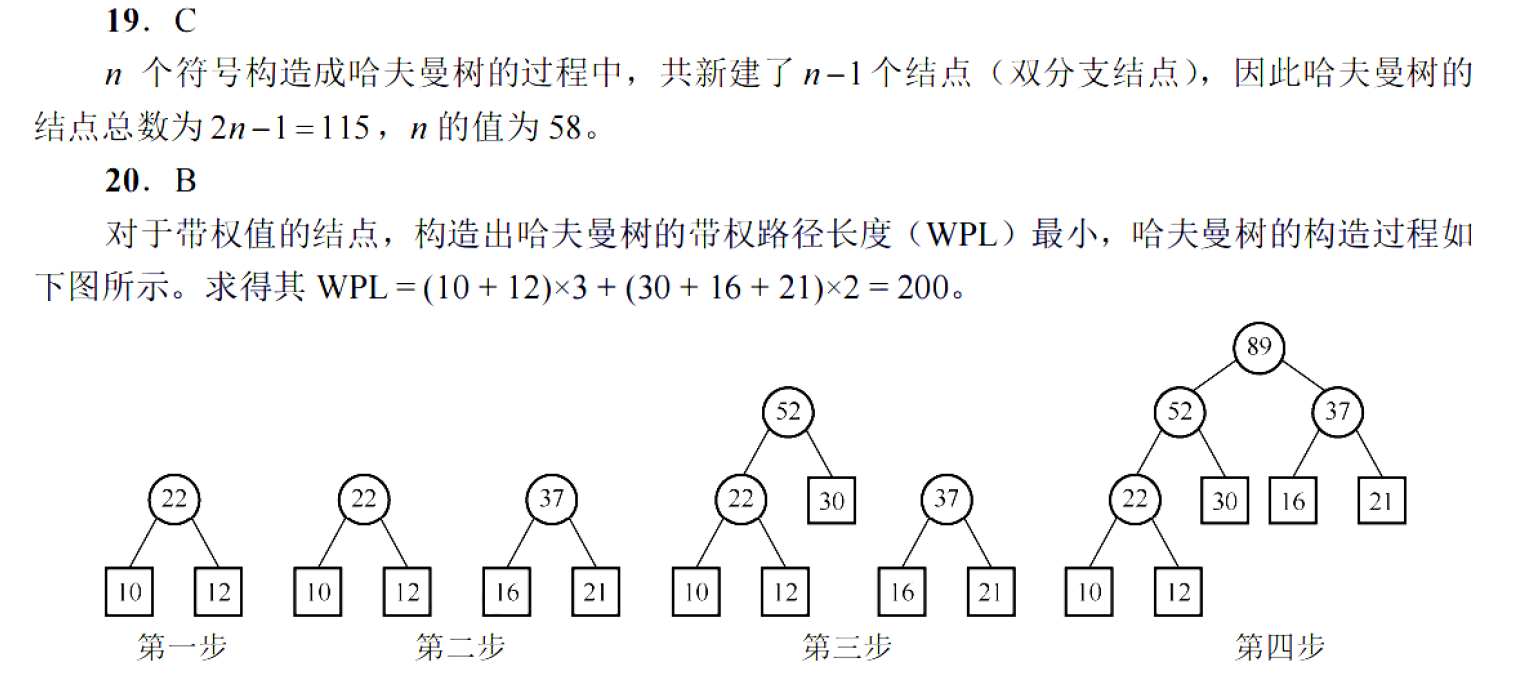 19．C
n 个符号构造成哈夫曼树的过程中，共新建了 n−1 个结点（双分支结点），因此哈夫曼树的
结点总数为 2n−1=115，n 的值为 58。
20．B
对于带权值的结点，构造出哈夫曼树的带权路径长度（WPL）最小，哈夫曼树的构造过程如
下图所示。求得其 WPL = (10 + 12)×3 + (30 + 16 + 21)×2 = 200。
89
52 52 37
22 22 37 22 30 37 22 30 16 21
10 12 10 12 16 21 10 12 16 21 10 12
第一步 第二步 第三步 第四步